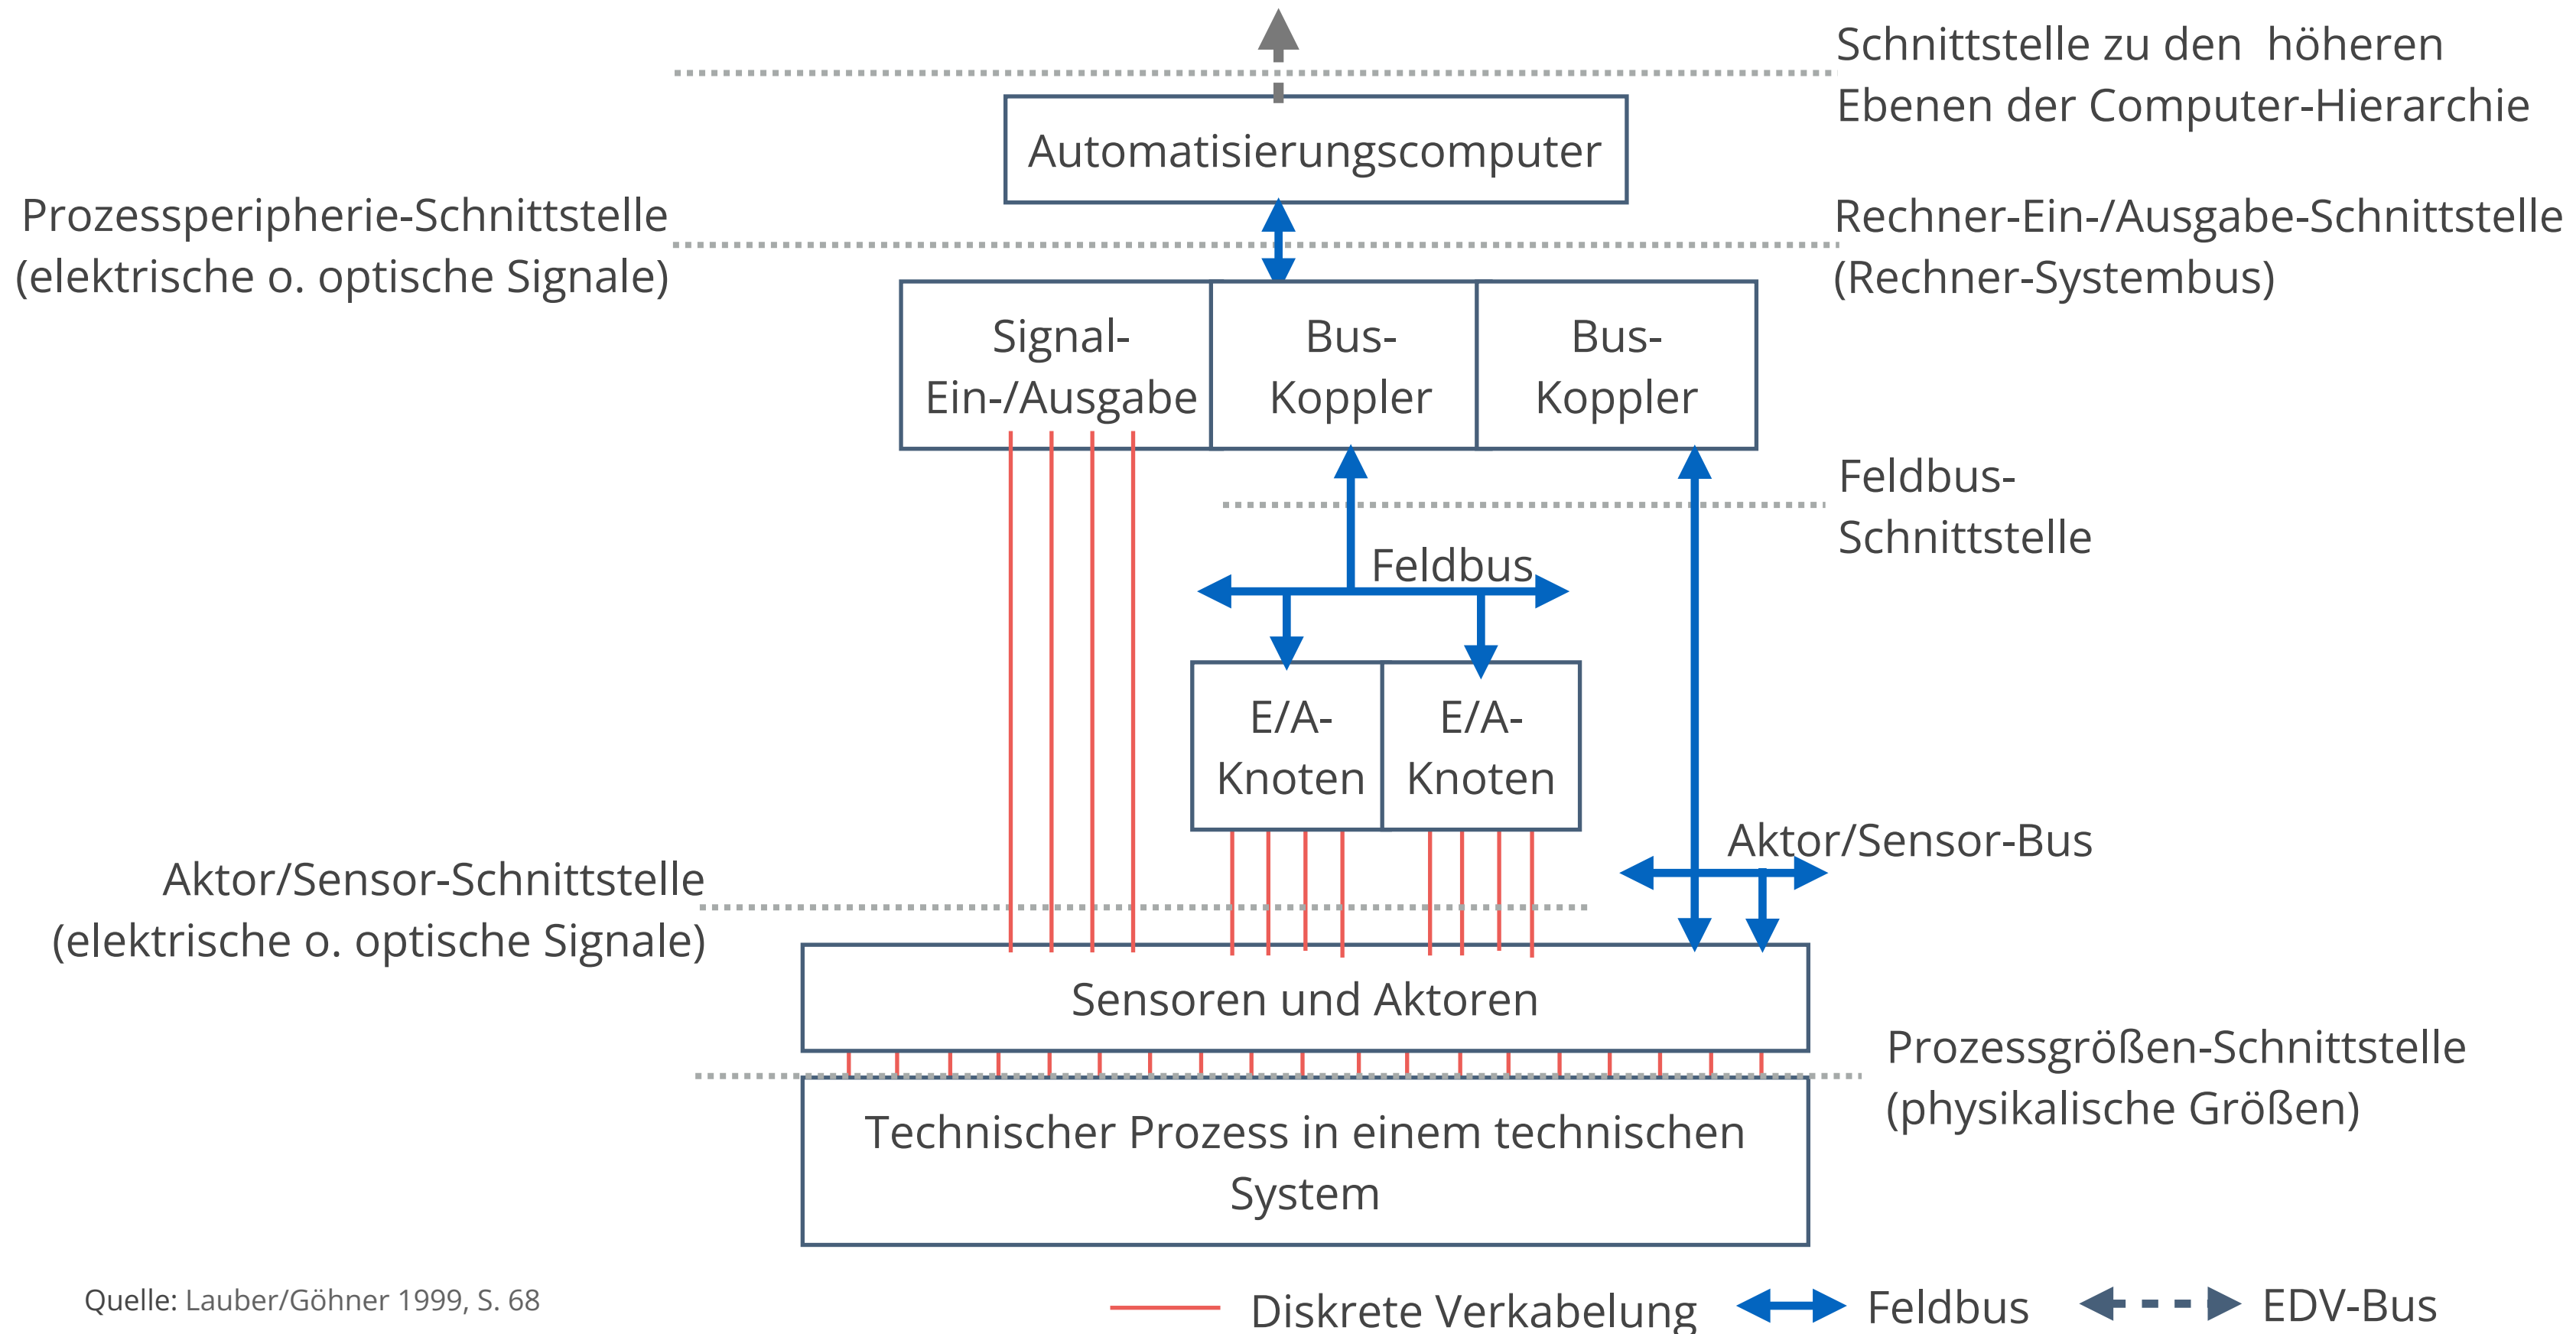 Schnittstelle zu den höheren
Ebenen der Computer-Hierarchie
Automatisierungscomputer
Prozessperipherie-Schnittstelle
(elektrische o. optische Signale)
Rechner-Ein-/Ausgabe-Schnittstelle
(Rechner-Systembus)
Signal-
Ein-/Ausgabe
Bus-
Koppler
Bus-
Koppler
Feldbus-
Schnittstelle
Feldbus
E/A-
Knoten
E/A-
Knoten
Aktor/Sensor-Bus
Aktor/Sensor-Schnittstelle
(elektrische o. optische Signale)
Sensoren und Aktoren
Prozessgrößen-Schnittstelle
(physikalische Größen)
Technischer Prozess in einem technischen
System
Quelle: Lauber/Göhner 1999, S. 68
Diskrete Verkabelung
Feldbus
EDV-Bus